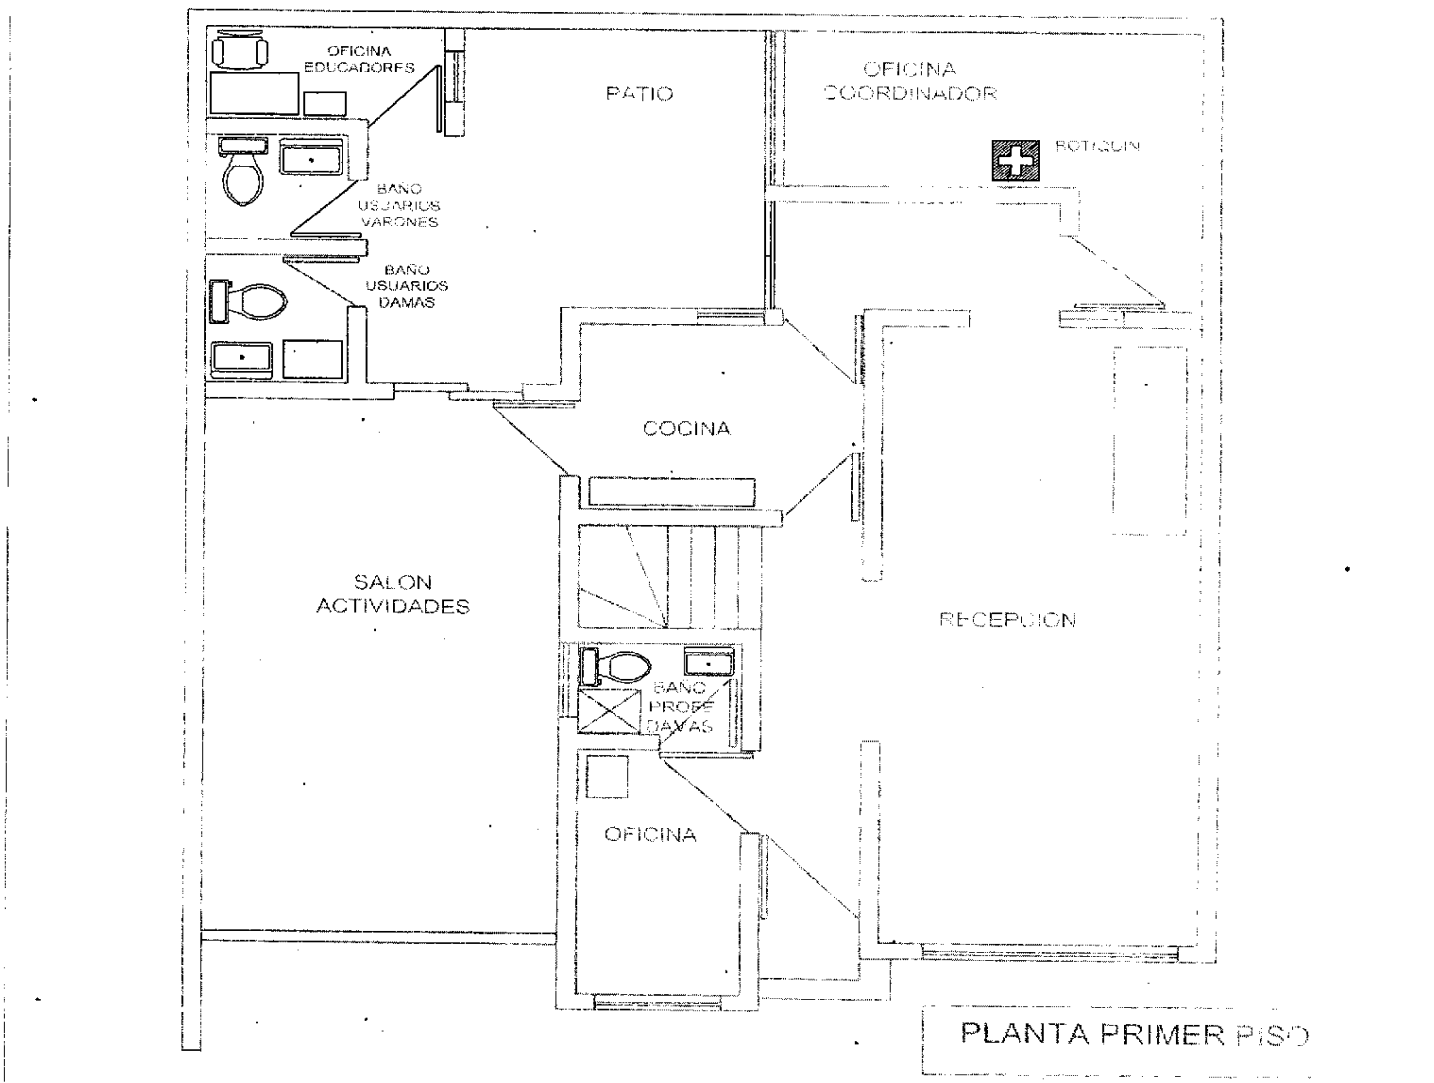 OFICINA
EDUCADORES
PATIO
OFICINA
COORDINADOR
BOTIQUIN
BAÑO
USUARIOS
VARONES
BAÑO
USUARIOS
DAMAS
COCINA
SALON
ACTIVIDADES
RECEPCION
BAÑO
PROFE
DAMAS
OFICINA
PLANTA PRIMER PISO